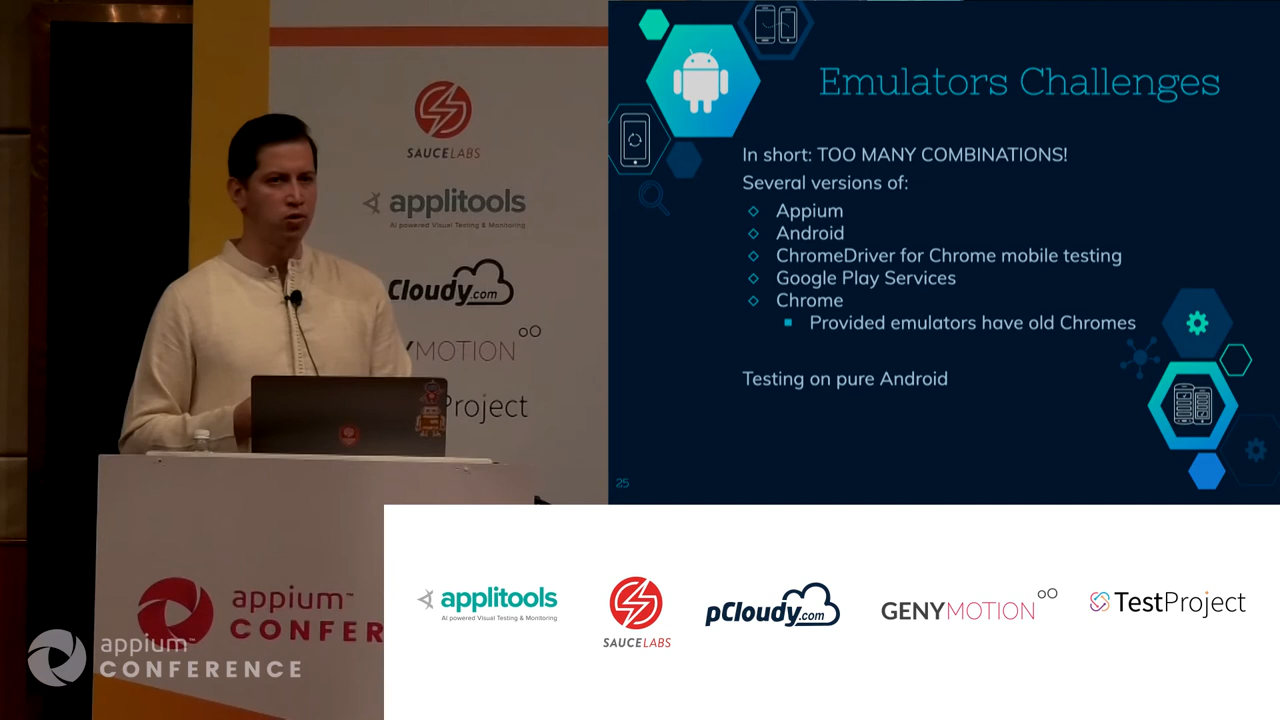 SAUCELABS
applitools
AI powered Visual Testing & Monitoring
Cloudy.com
MOTION
Project
appium™
CONFER
appium™
CONFERENCE
Emulators Challenges
In short: TOO MANY COMBINATIONS!
Several versions of:
Appium
Android
ChromeDriver for Chrome mobile testing
Google Play Services
Chrome
Provided emulators have old Chromes
Testing on pure Android
25
applitools
AI powered Visual Testing & Monitoring
SAUCELABS
pCloudy.com
GENYMOTION
TestProject